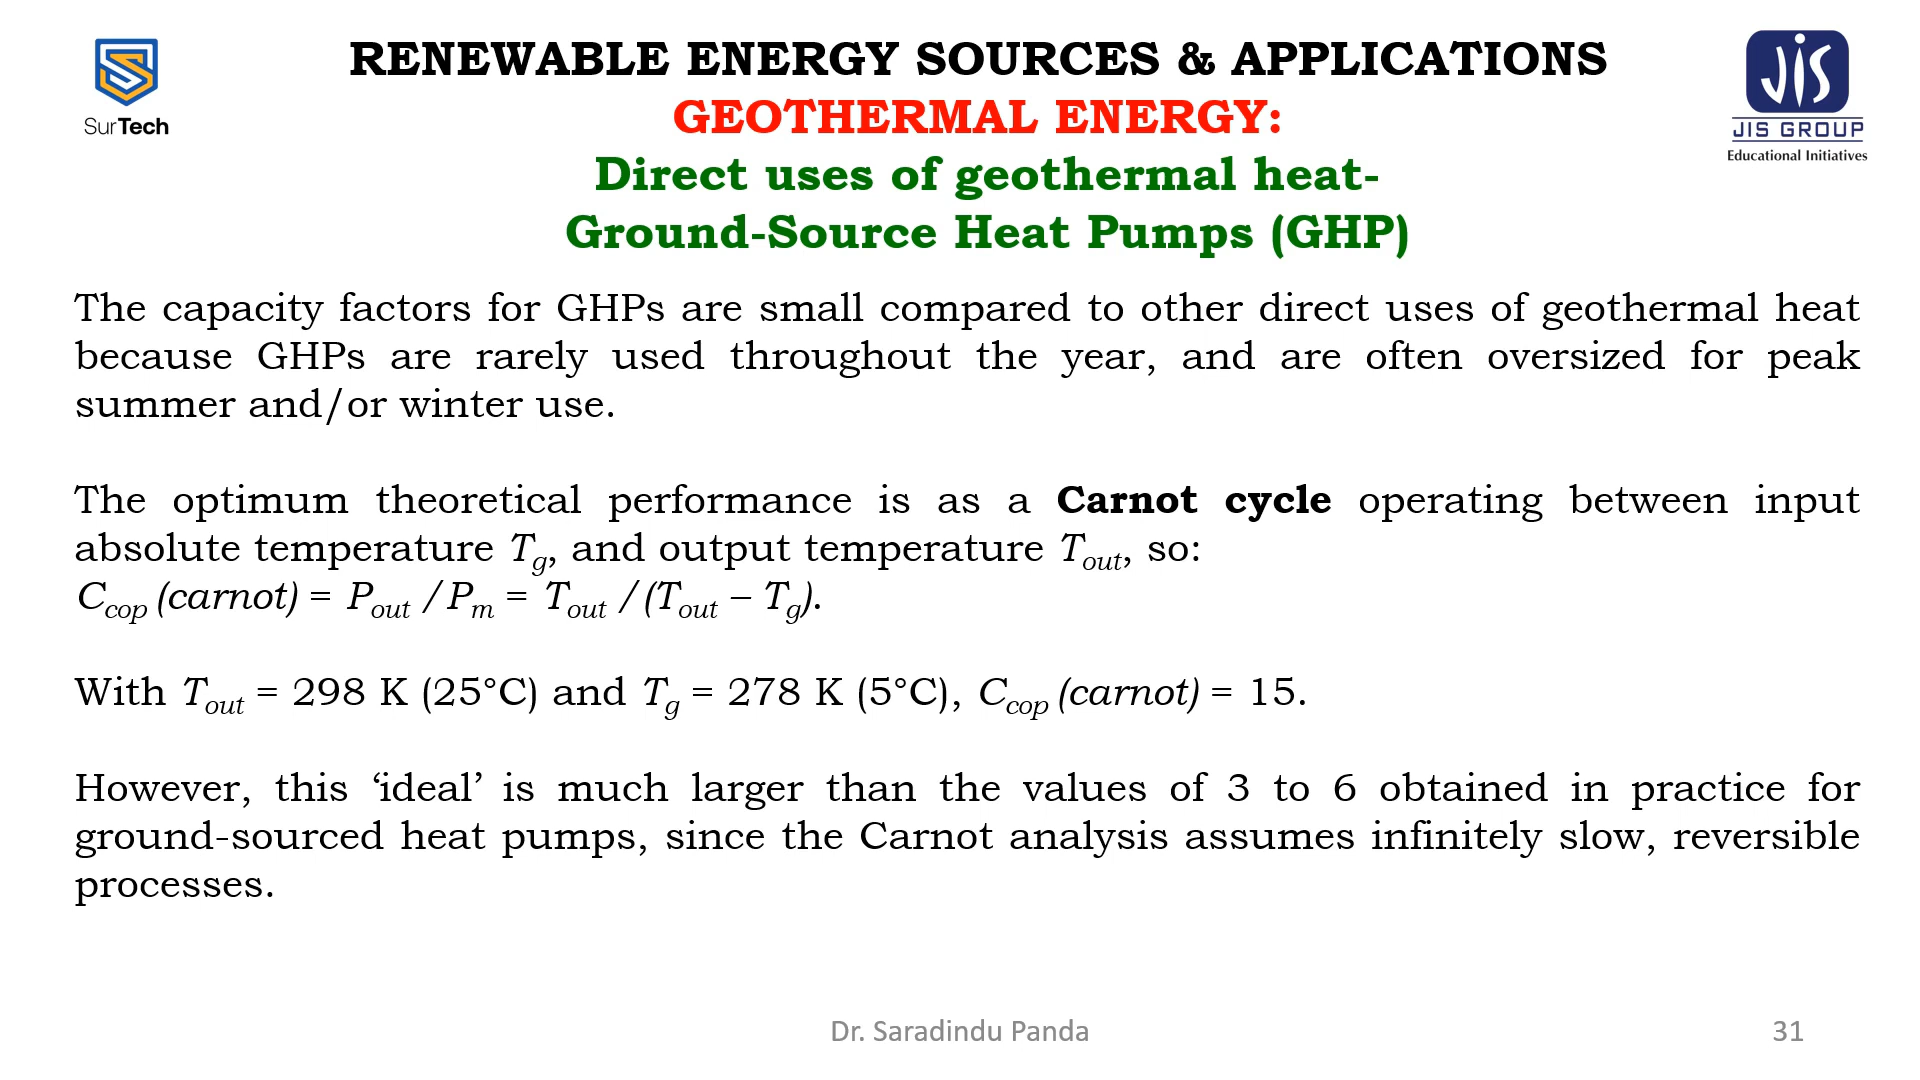 RENEWABLE ENERGY SOURCES & APPLICATIONS
GEOTHERMAL ENERGY:
Direct uses of geothermal heat-
Ground-Source Heat Pumps (GHP)
SurTech
JIS
JIS GROUP
Educational Initiatives
The capacity factors for GHPs are small compared to other direct uses of geothermal heat
because GHPs are rarely used throughout the year, and are often oversized for peak
summer and/or winter use.
The optimum theoretical performance is as a Carnot cycle operating between input
absolute temperature Tg, and output temperature Tout, so:
Ccop (carnot) = Pout / Pm = Tout / (Tout – Tg).
With Tout = 298 K (25°C) and Tg = 278 K (5°C), Ccop (carnot) = 15.
However, this ‘ideal’ is much larger than the values of 3 to 6 obtained in practice for
ground-sourced heat pumps, since the Carnot analysis assumes infinitely slow, reversible
processes.
Dr. Saradindu Panda
31